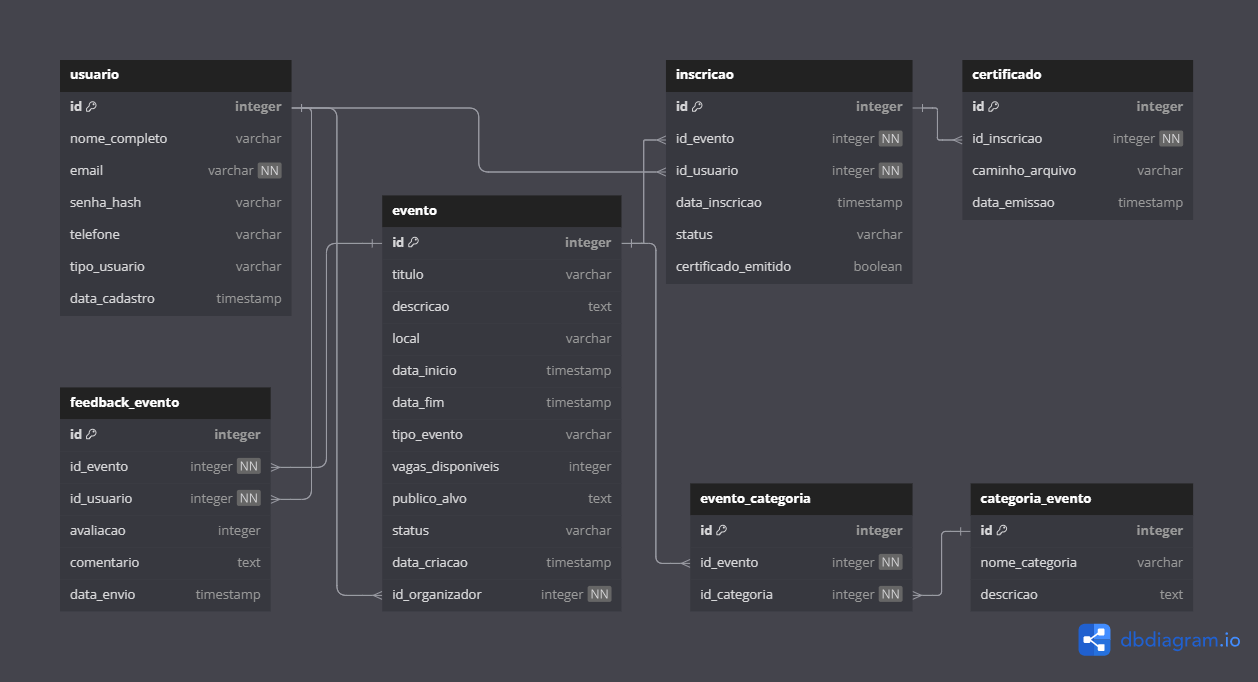 usuario
id integer
nome_completo varchar
email varchar NN
senha_hash varchar
telefone varchar
tipo_usuario varchar
data_cadastro timestamp
feedback_evento
id integer
id_evento integer NN
id_usuario integer NN
avaliacao integer
comentario text
data_envio timestamp
evento
id integer
titulo varchar
descricao text
local varchar
data_inicio timestamp
data_fim timestamp
tipo_evento varchar
vagas_disponiveis integer
publico_alvo text
status varchar
data_criacao timestamp
id_organizador integer NN
inscricao
id integer
id_evento integer NN
id_usuario integer NN
data_inscricao timestamp
status varchar
certificado_emitido boolean
certificado
id integer
id_inscricao integer NN
caminho_arquivo varchar
data_emissao timestamp
evento_categoria
id integer
id_evento integer NN
id_categoria integer NN
categoria_evento
id integer
nome_categoria varchar
descricao text
dbdiagram.io